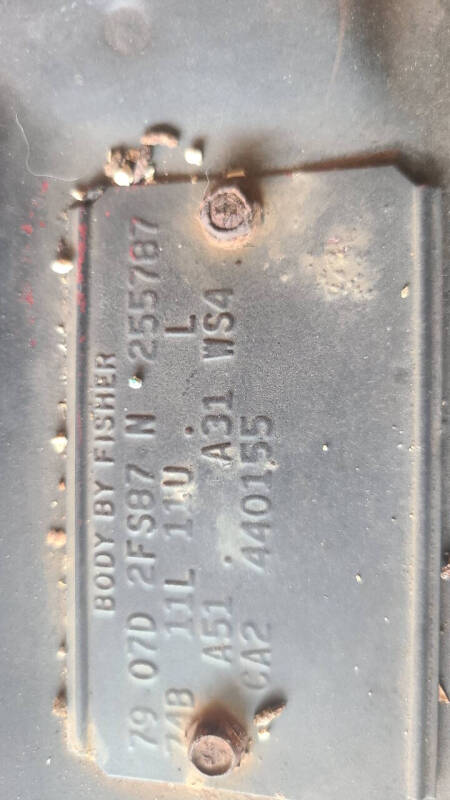 BODY BY FISHER
79 07D 2FS87 N 255787
74B 11L 11U L
A51 . A31 WS4
CA2 440155